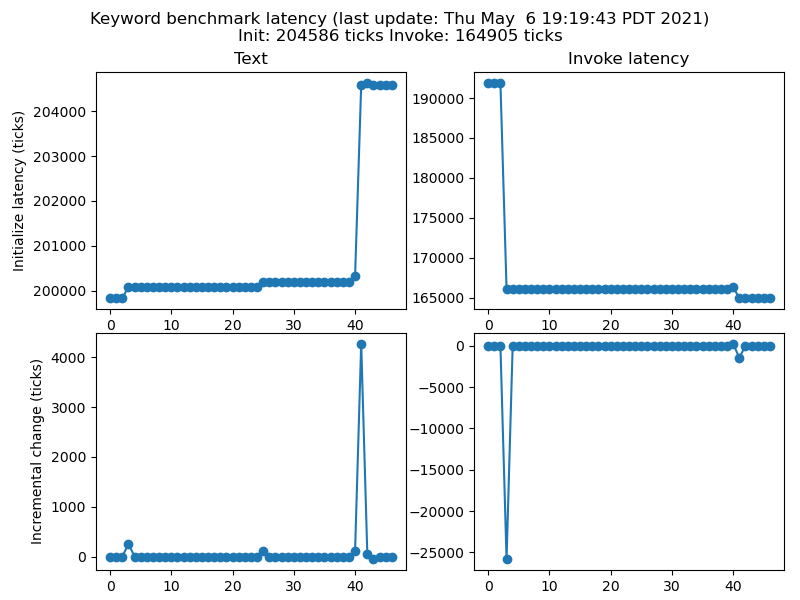 Keyword benchmark latency (last update: Thu May  6 19:19:43 PDT 2021)
Init: 204586 ticks Invoke: 164905 ticks
Text
Invoke latency
Initialize latency (ticks)
204000
203000
202000
201000
200000
0 10 20 30 40
190000
185000
180000
175000
170000
165000
0 10 20 30 40
Incremental change (ticks)
4000
3000
2000
1000
0
0 10 20 30 40
0
−5000
−10000
−15000
−20000
−25000
0 10 20 30 40